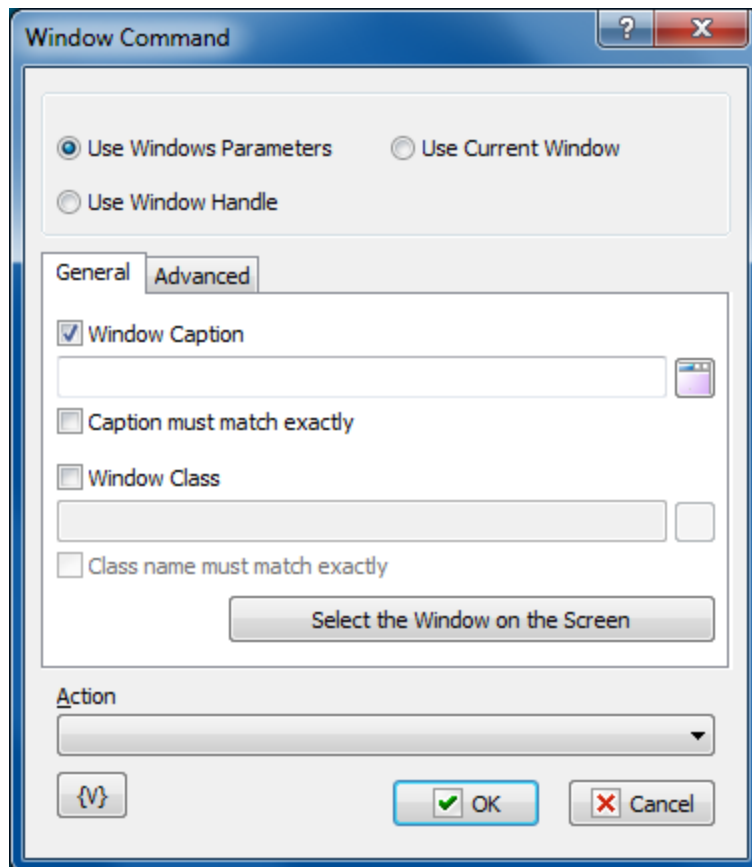 Window Command
?
X
Use Windows Parameters
Use Current Window
Use Window Handle
General
Advanced
Window Caption
Caption must match exactly
Window Class
Class name must match exactly
Select the Window on the Screen
Action
{V}
OK
Cancel